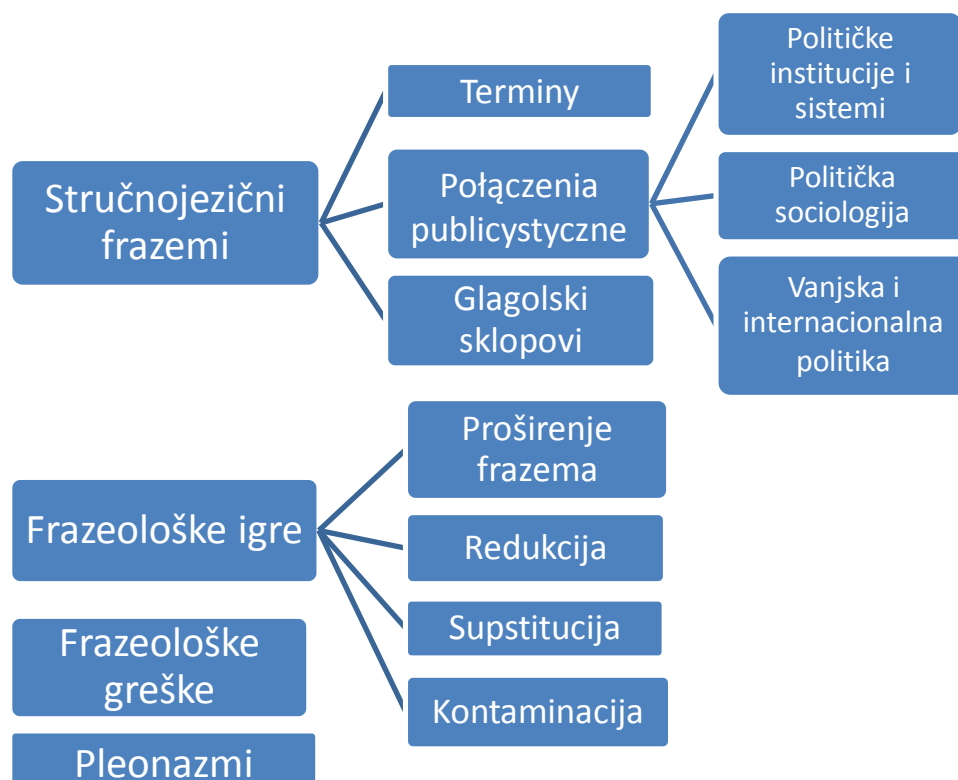 Stručnojezični
frazemi
Terminy
Połączenia
publicystyczne
Glagolski
sklopovi
Političke
institucije i
sistemi
Politička
sociologija
Vanjska i
internacionalna
politika
Frazeološke igre
Proširenje
frazema
Redukcija
Supstitucija
Kontaminacija
Frazeološke
greške
Pleonazmi